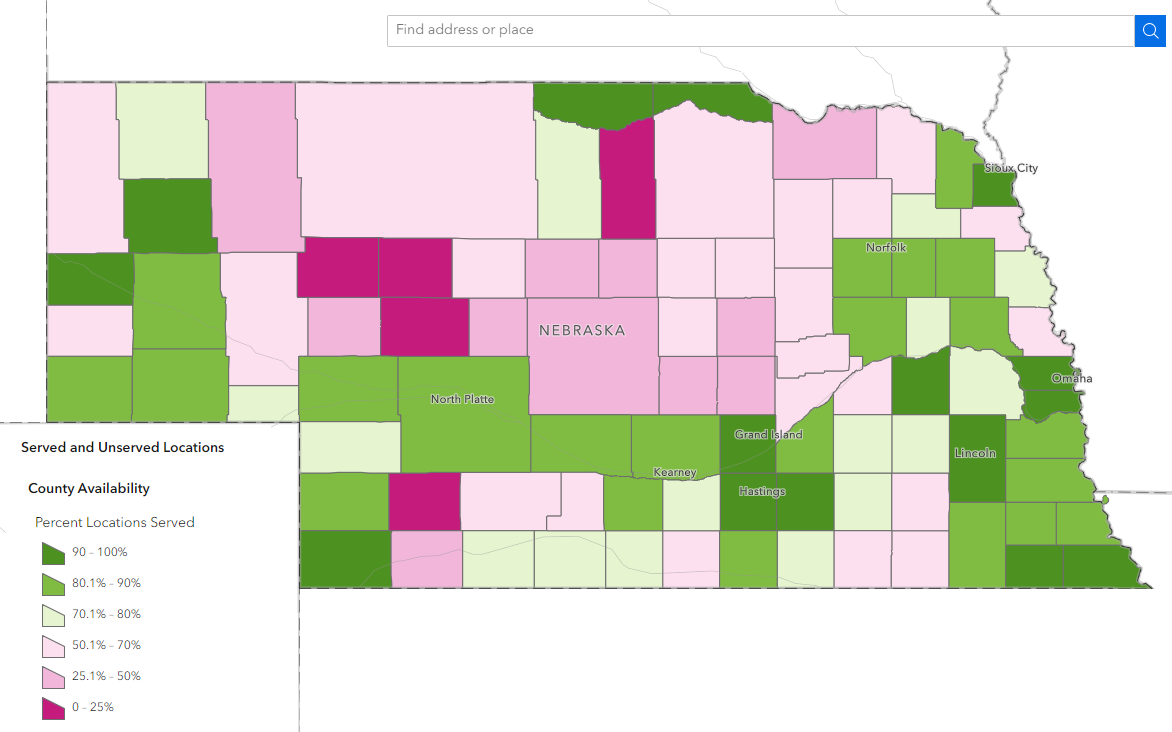 Find address or place
Sioux City
Norfolk
NEBRASKA
Omaha
North Platte
Grand Island
Lincoln
Kearney
Hastings
Served and Unserved Locations
County Availability
Percent Locations Served
90 - 100%
80.1% - 90%
70.1% - 80%
50.1% - 70%
25.1% - 50%
0 - 25%